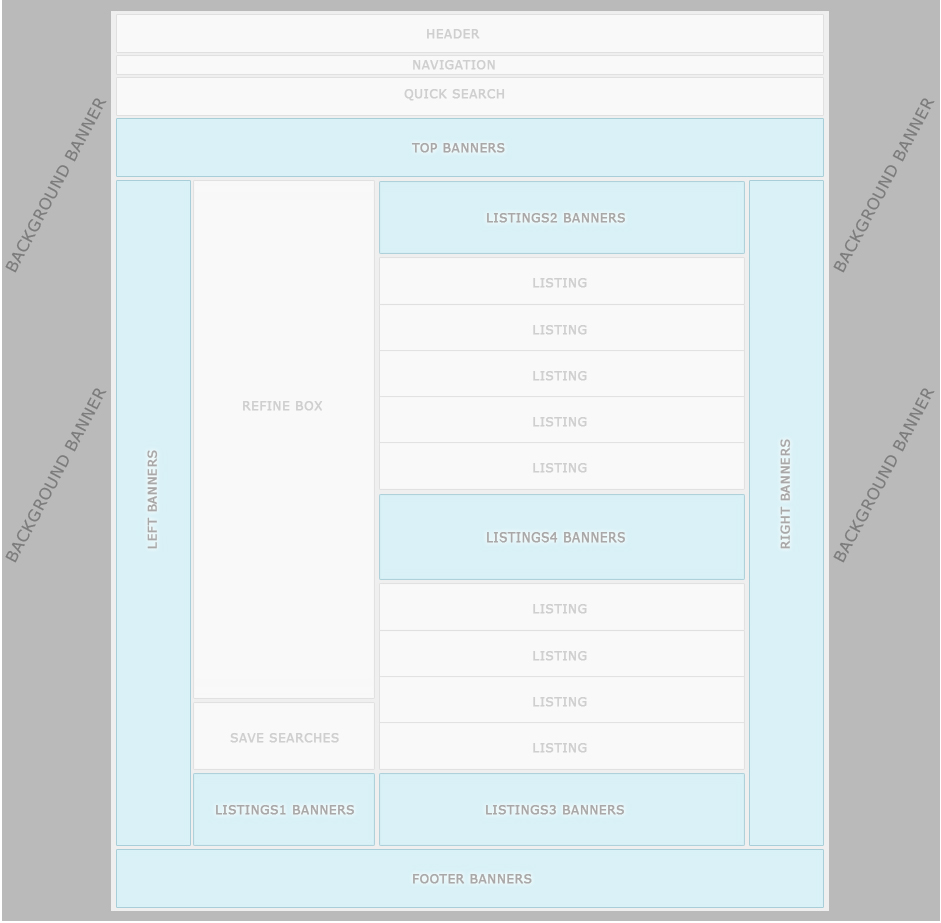 HEADER
NAVIGATION
QUICK SEARCH
BACKGROUND BANNER
BACKGROUND BANNER
TOP BANNERS
LEFT BANNERS
REFINE BOX
SAVE SEARCHES
LISTINGS1 BANNERS
LISTINGS2 BANNERS
LISTING
LISTING
LISTING
LISTING
LISTING
LISTINGS4 BANNERS
LISTING
LISTING
LISTING
LISTING
LISTINGS3 BANNERS
RIGHT BANNERS
BACKGROUND BANNER
BACKGROUND BANNER
FOOTER BANNERS